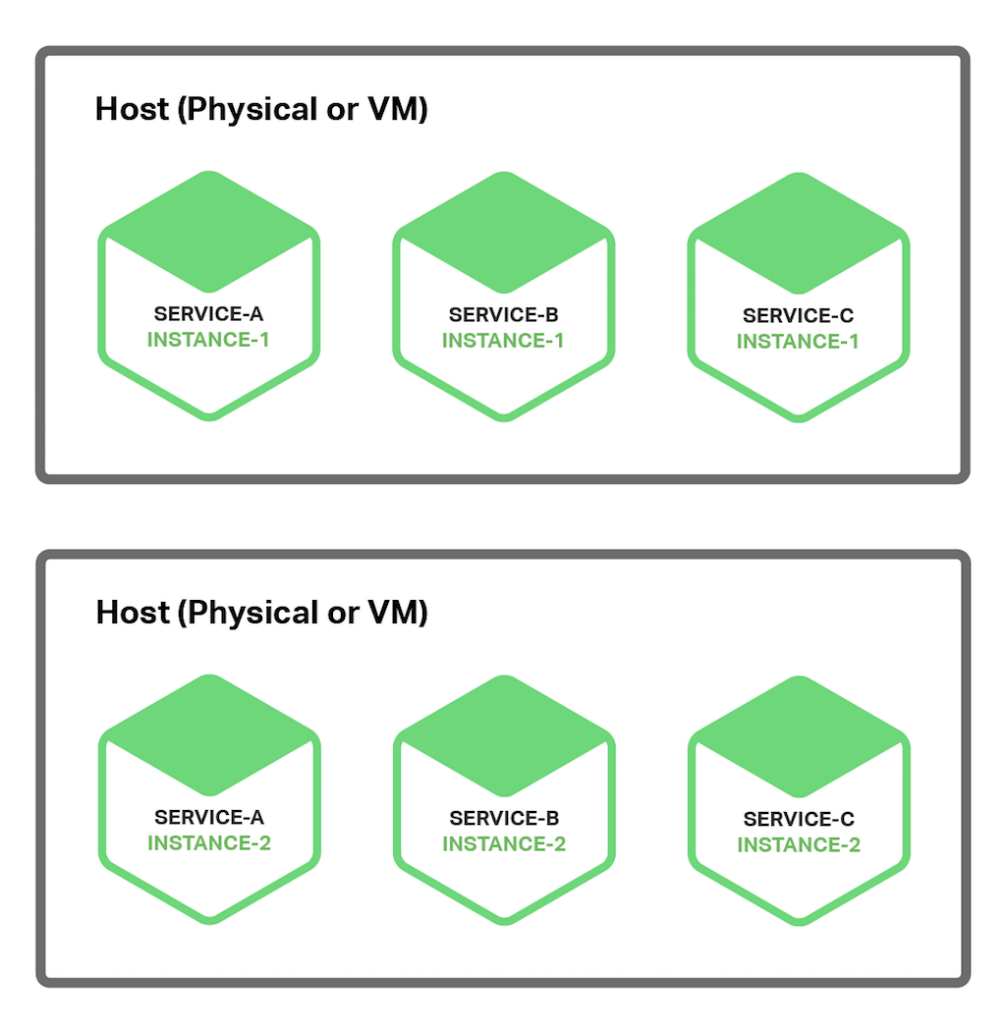 Host (Physical or VM)
SERVICE-A
INSTANCE-1
SERVICE-B
INSTANCE-1
SERVICE-C
INSTANCE-1
Host (Physical or VM)
SERVICE-A
INSTANCE-2
SERVICE-B
INSTANCE-2
SERVICE-C
INSTANCE-2